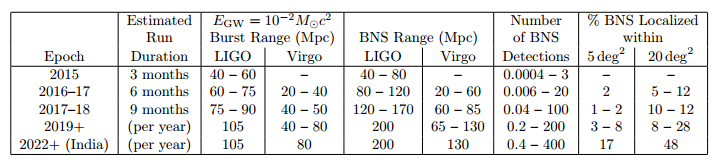 Estimated E_GW = 10^−2 M_⊙c^2 Number % BNS Localized
Run Burst Range (Mpc) BNS Range (Mpc) of BNS within
Epoch Duration LIGO Virgo LIGO Virgo Detections 5 deg^2 20 deg^2
2015 3 months 40 – 60 – 40 – 80 – 0.0004 – 3 – –
2016–17 6 months 60 – 75 20 – 40 80 – 120 20 – 60 0.006 – 20 2 5 – 12
2017–18 9 months 75 – 90 40 – 50 120 – 170 60 – 85 0.04 – 100 1 – 2 10 – 12
2019+ (per year) 105 40 – 80 200 65 – 130 0.2 – 200 3 – 8 8 – 28
2022+ (India) (per year) 105 80 200 130 0.4 – 400 17 48